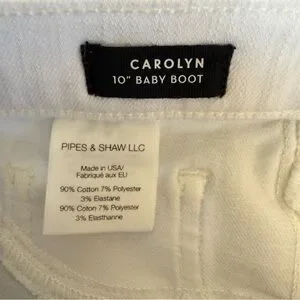 CAROLYN
10" BABY BOOT
PIPES & SHAW LLC
Made in USA/
Fabriqué aux EU
90% Cotton 7% Polyester
3% Elastane
90% Coton 7% Polyester
3% Elasthanne